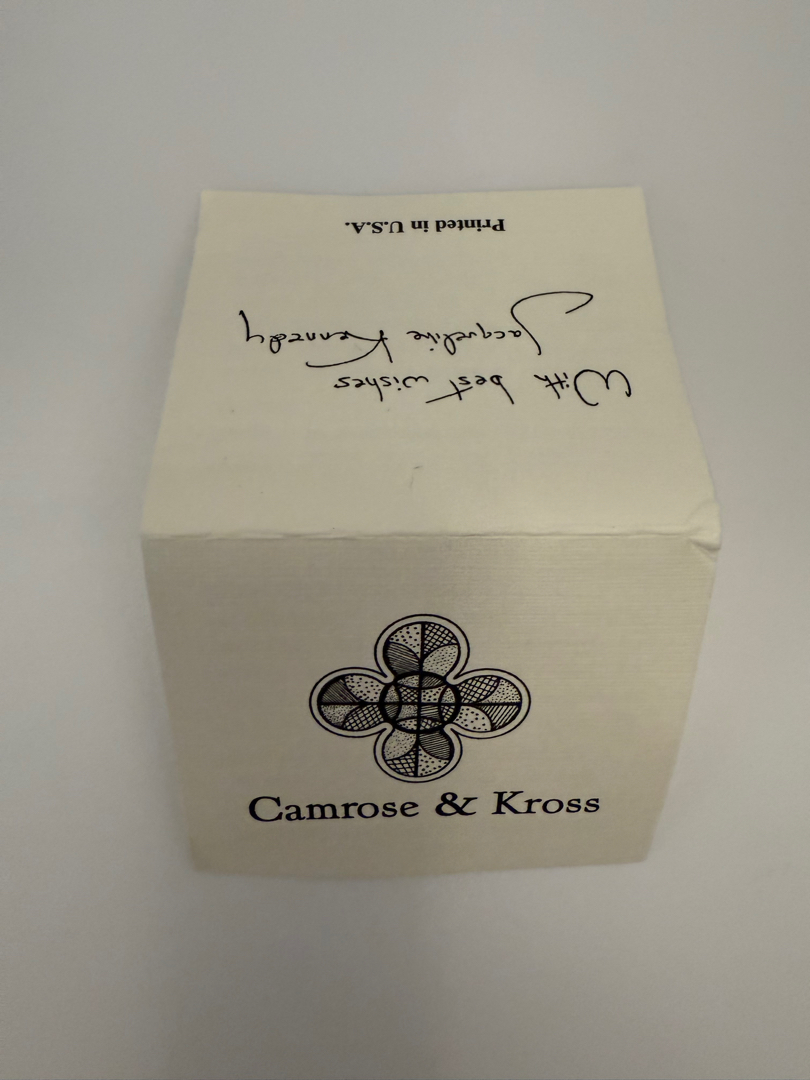 Camrose & Kross
With best wishes
Jacqueline Kennedy
Printed in U.S.A.